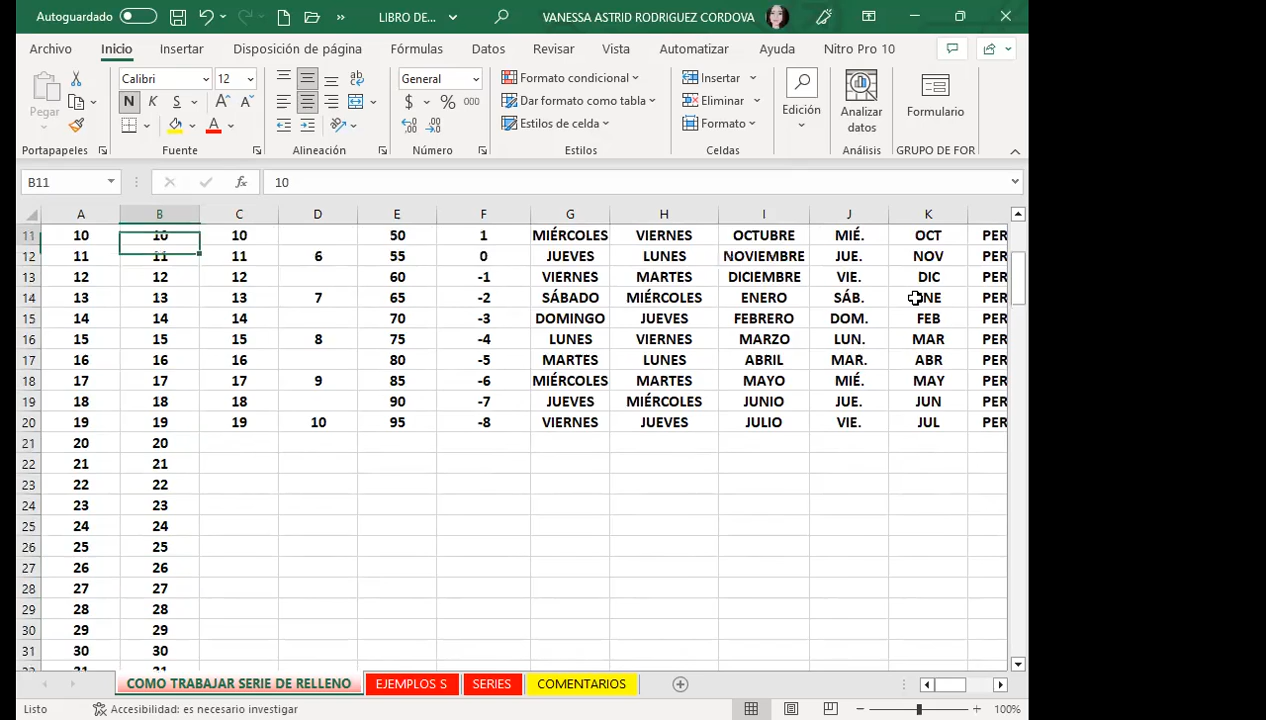 Autoguardado
LIBRO DE...
VANESSA ASTRID RODRIGUEZ CORDOVA
Archivo Inicio Insertar Disposición de página Fórmulas Datos Revisar Vista Automatizar Ayuda Nitro Pro 10
Pegar
Calibri 12
N K S
General
$ % 000
Formato condicional
Dar formato como tabla
Estilos de celda
Insertar
Eliminar
Formato
Edición
Analizar datos
Formulario
Portapapeles Fuente Alineación Número Estilos Celdas Análisis GRUPO DE FOR
B11 fx 10
A B C D E F G H I J K
11 10 10 10 50 1 MIÉRCOLES VIERNES OCTUBRE MIÉ. OCT PER
12 11 11 11 6 55 0 JUEVES LUNES NOVIEMBRE JUE. NOV PER
13 12 12 12 60 -1 VIERNES MARTES DICIEMBRE VIE. DIC PER
14 13 13 13 7 65 -2 SÁBADO MIÉRCOLES ENERO SÁB. ENE PER
15 14 14 14 70 -3 DOMINGO JUEVES FEBRERO DOM. FEB PER
16 15 15 15 8 75 -4 LUNES VIERNES MARZO LUN. MAR PER
17 16 16 16 80 -5 MARTES LUNES ABRIL MAR. ABR PER
18 17 17 17 9 85 -6 MIÉRCOLES MARTES MAYO MIÉ. MAY PER
19 18 18 18 90 -7 JUEVES MIÉRCOLES JUNIO JUE. JUN PER
20 19 19 19 10 95 -8 VIERNES JUEVES JULIO VIE. JUL PER
21 20 20
22 21 21
23 22 22
24 23 23
25 24 24
26 25 25
27 26 26
28 27 27
29 28 28
30 29 29
31 30 30
COMO TRABAJAR SERIE DE RELLENO EJEMPLOS S SERIES COMENTARIOS
Listo Accesibilidad: es necesario investigar 100%